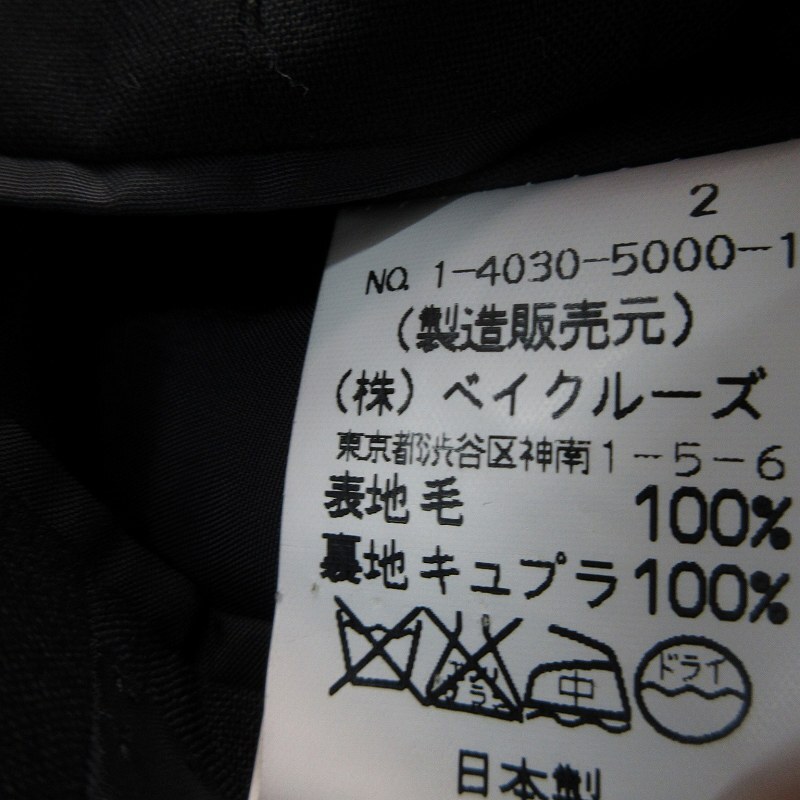 2
NO. 1-4030-5000-1
(製造販売元)
(株)ベイクルーズ
東京都渋谷区神南1-5-6
表地 毛 100%
裏地 キュプラ 100%
中
ドライ
日本製